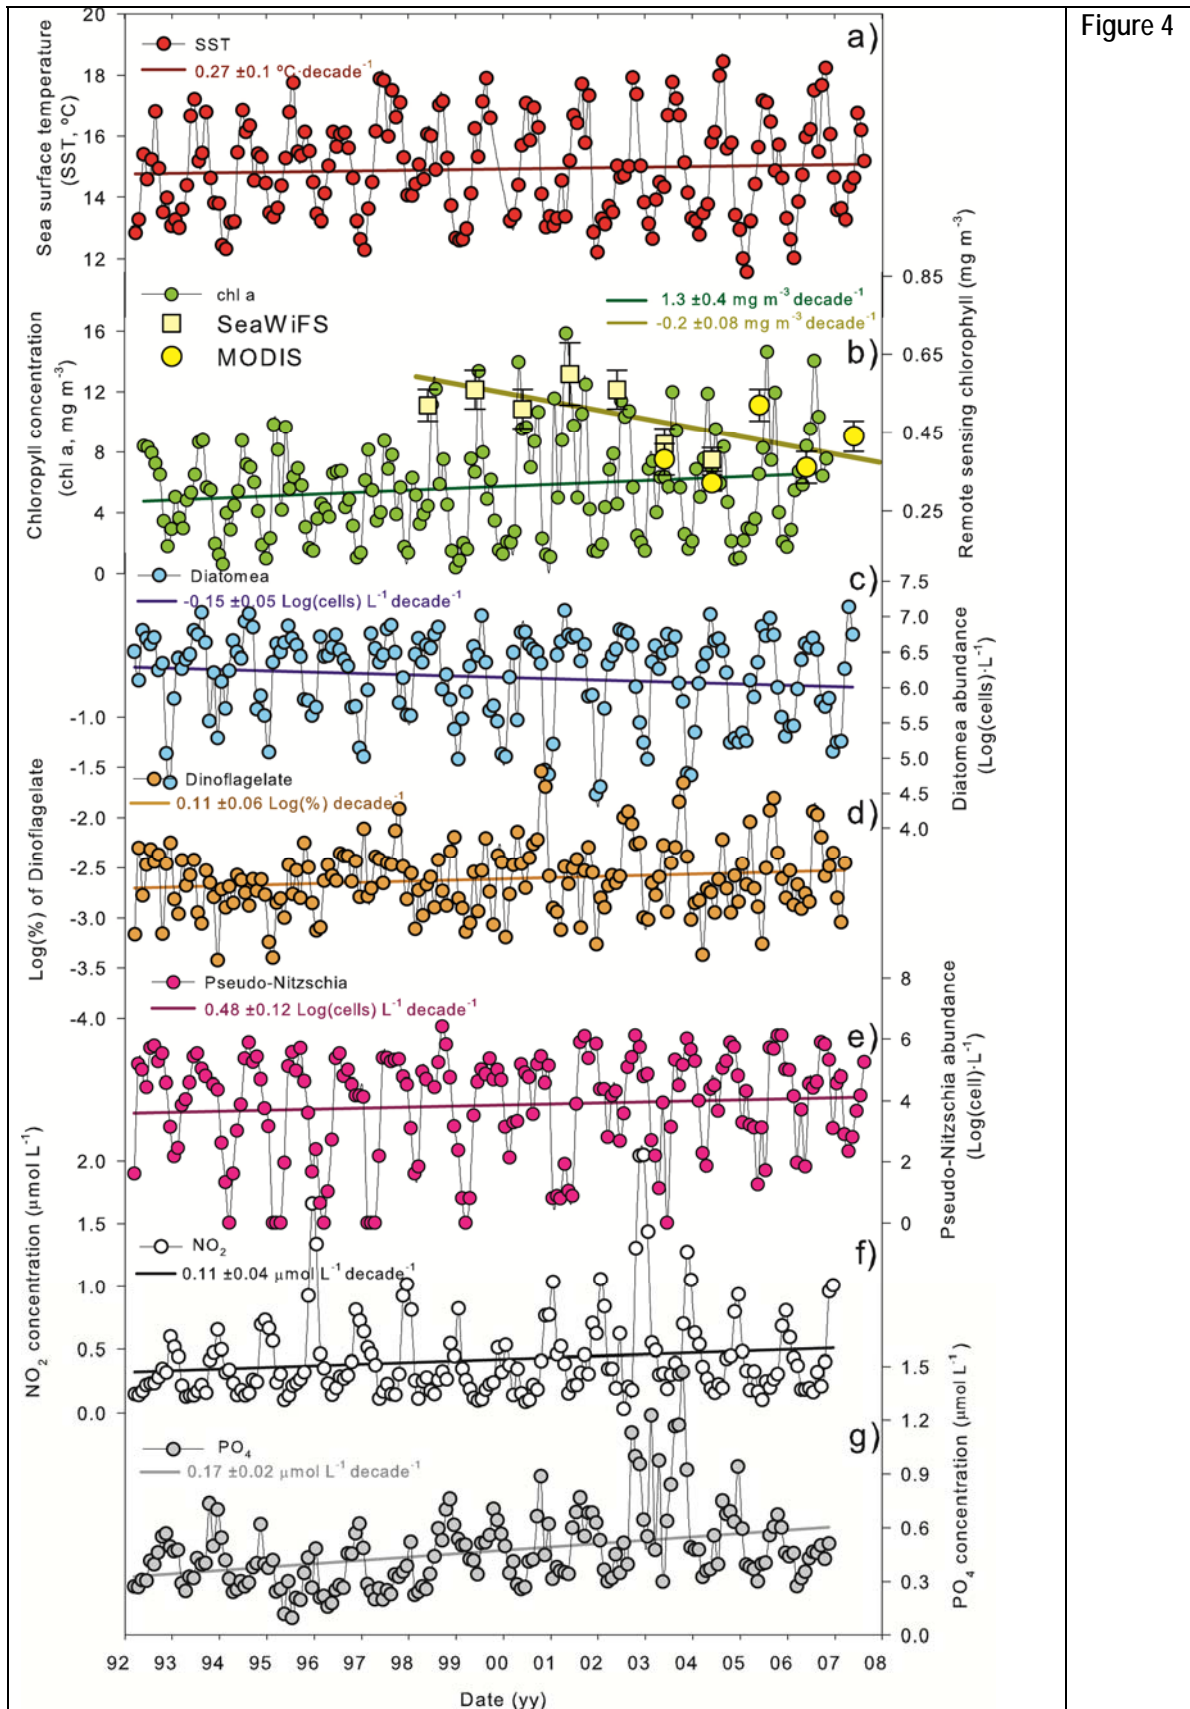 Figure 4
20
18
16
14
12
Sea surface temperature
(SST, ºC)
SST
0.27 ±0.1 ºC·decade⁻¹
a)
chl a
SeaWiFS
MODIS
1.3 ±0.4 mg m⁻³ decade⁻¹
-0.2 ±0.08 mg m⁻³ decade⁻¹
b)
16
12
8
4
0
Chloropyll concentration
(chl a, mg m⁻³)
0.85
0.65
0.45
0.25
Remote sensing chlorophyll (mg m⁻³)
Diatomea
-0.15 ±0.05 Log(cells) L⁻¹ decade⁻¹
c)
7.5
7.0
6.5
6.0
5.5
5.0
4.5
4.0
Diatomea abundance
(Log(cells)·L⁻¹)
-1.0
-1.5
-2.0
-2.5
-3.0
-3.5
-4.0
Log(%) of Dinoflagelate
Dinoflagelate
0.11 ±0.06 Log(%) decade⁻¹
d)
Pseudo-Nitzschia
0.48 ±0.12 Log(cells) L⁻¹ decade⁻¹
e)
8
6
4
2
0
Pseudo-Nitzschia abundance
(Log(cell)·L⁻¹)
2.0
1.5
1.0
0.5
0.0
NO₂ concentration (µmol L⁻¹)
NO₂
0.11 ±0.04 µmol L⁻¹ decade⁻¹
f)
PO₄
0.17 ±0.02 µmol L⁻¹ decade⁻¹
g)
1.5
1.2
0.9
0.6
0.3
0.0
PO₄ concentration (µmol L⁻¹)
92 93 94 95 96 97 98 99 00 01 02 03 04 05 06 07 08
Date (yy)